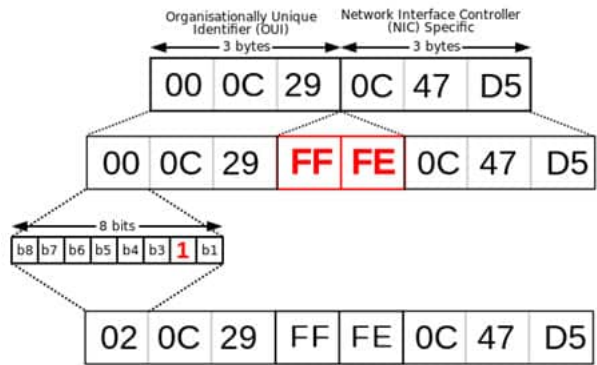 Organisationally Unique
Identifier (OUI)
Network Interface Controller
(NIC) Specific
3 bytes
3 bytes
00 0C 29 0C 47 D5
00 0C 29 FF FE 0C 47 D5
8 bits
b8 b7 b6 b5 b4 b3 1 b1
02 0C 29 FF FE 0C 47 D5